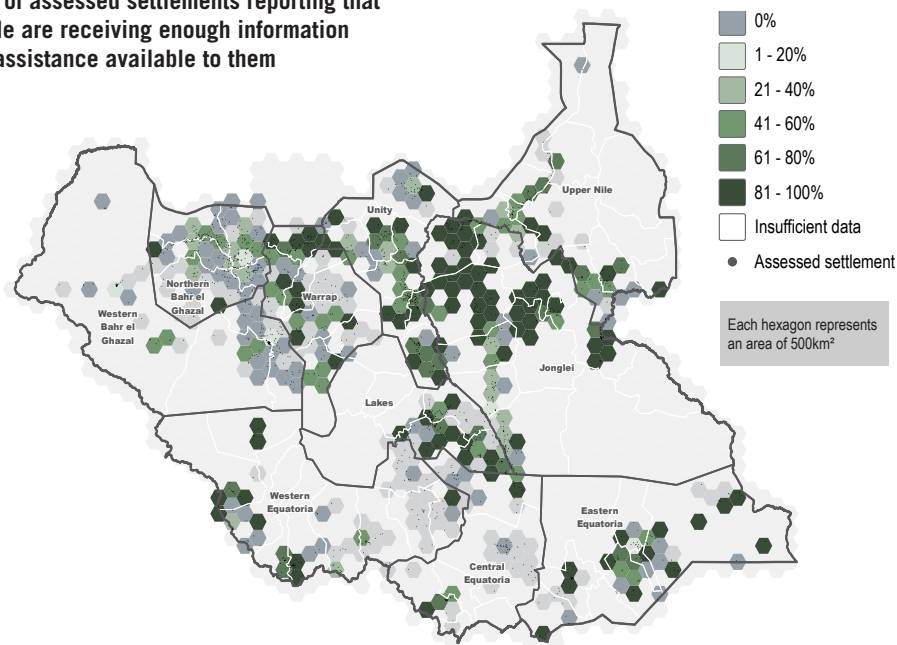 of assessed settlements reporting that
le are receiving enough information
assistance available to them
0%
1 - 20%
21 - 40%
41 - 60%
61 - 80%
81 - 100%
Insufficient data
Assessed settlement
Each hexagon represents
an area of 500km²
Upper Nile
Unity
Northern
Bahr el
Ghazal
Warrap
Western
Bahr el
Ghazal
Jonglei
Lakes
Western
Equatoria
Eastern
Equatoria
Central
Equatoria